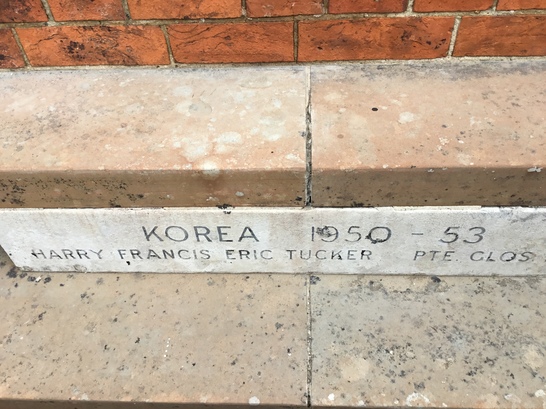 KOREA 1950 - 53
HARRY FRANCIS ERIC TUCKER PTE. GLOS